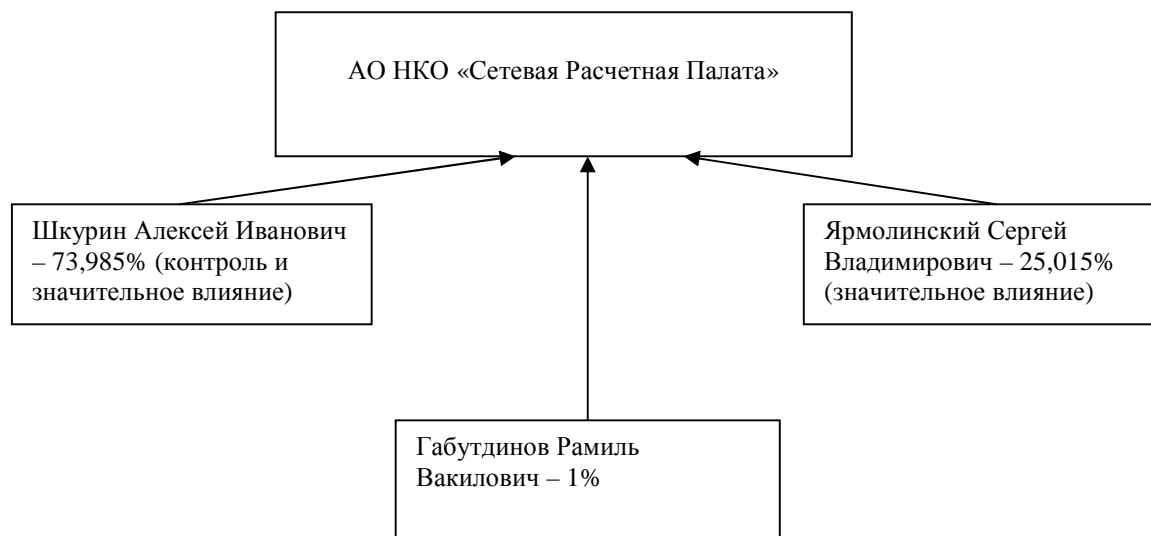 АО НКО «Сетевая Расчетная Палата»
Шкурин Алексей Иванович
– 73,985% (контроль и
значительное влияние)
Ярмолинский Сергей
Владимирович – 25,015%
(значительное влияние)
Габутдинов Рамиль
Вакилович – 1%